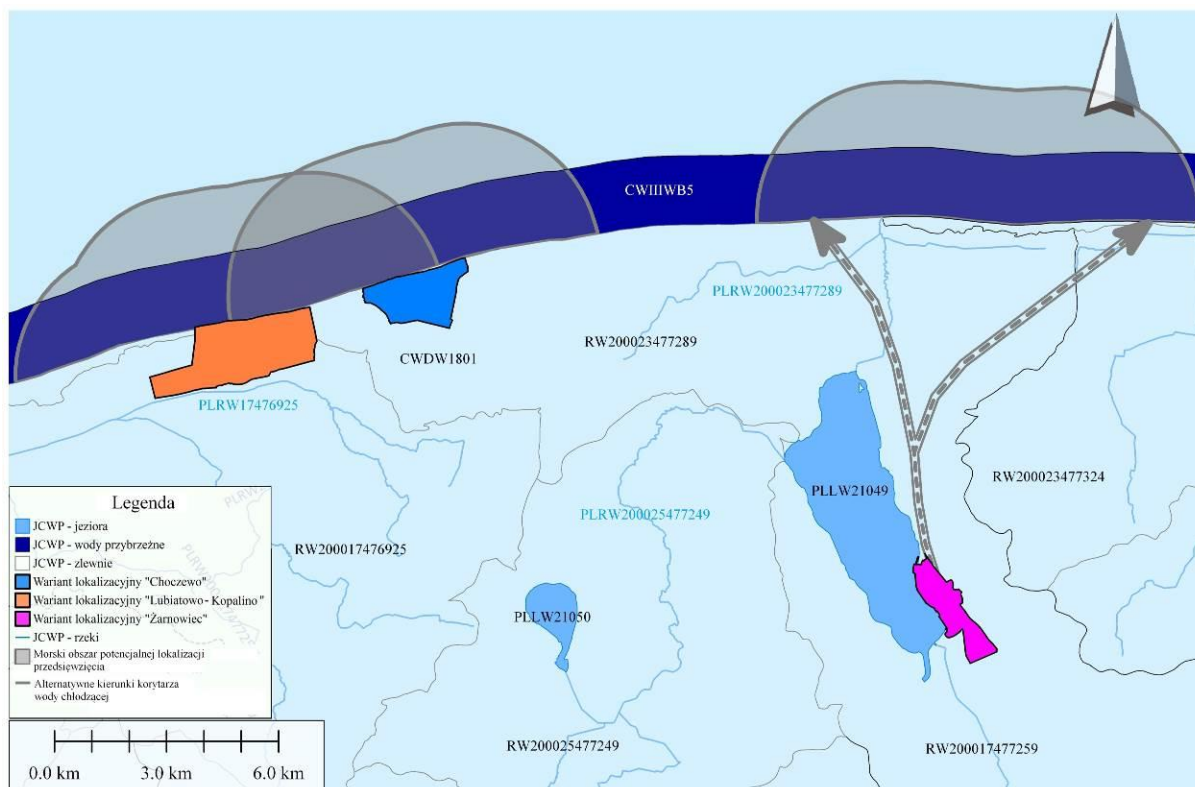 CWIIIWB5
PLRW200023477289
RW200023477289
CWDW1801
PLRW17476925
RW200023477324
PLLW21049
PLRW200025477249
RW200017476925
PLLW21050
RW200025477249
RW200017477259
Legenda
JCWP - jeziora
JCWP - wody przybrzeżne
JCWP - zlewnie
Wariant lokalizacyjny "Choczewo"
Wariant lokalizacyjny "Lubiatowo - Kopalino"
Wariant lokalizacyjny "Żarnowiec"
JCWP - rzeki
Morski obszar potencjalnej lokalizacji
przedsięwzięcia
Alternatywne kierunki korytarza
wody chłodzącej
0.0 km 3.0 km 6.0 km